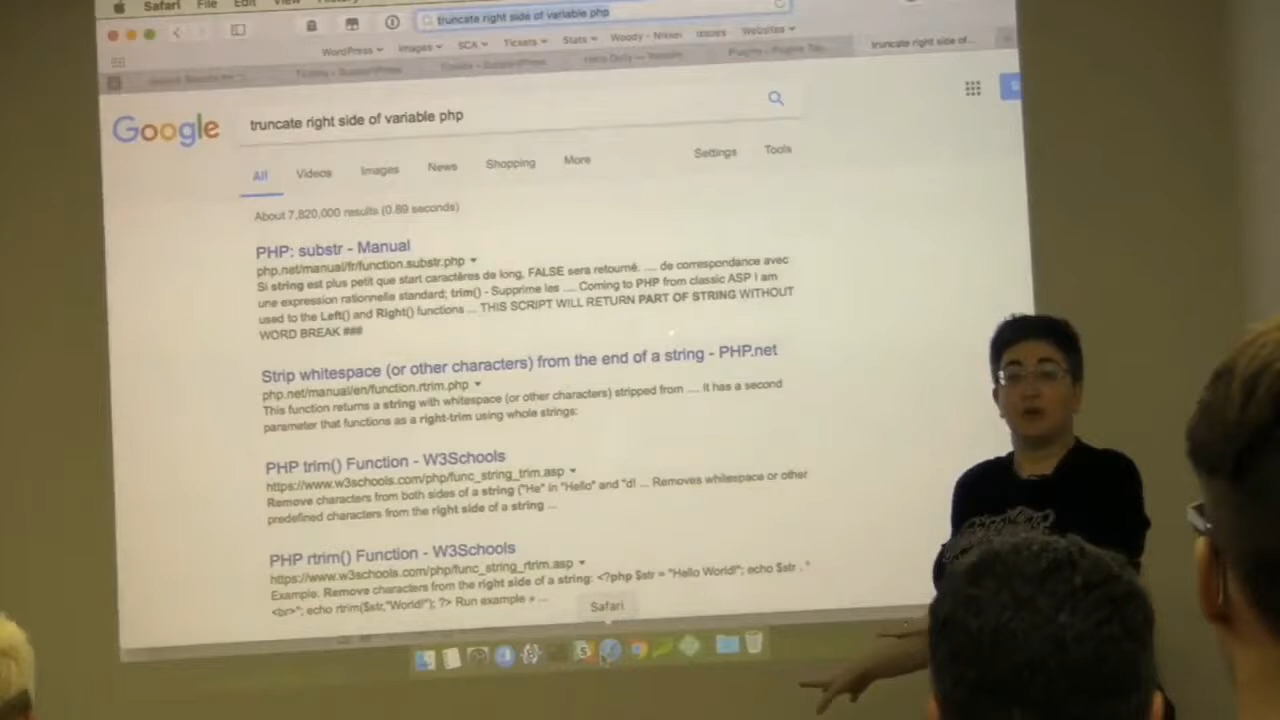 Safari File Edit View
truncate right side of variable php
WordPress Images SCA Tickets Stats Woody - Nikkei Issues Websites
truncate right side of...
Google truncate right side of variable php
All Videos Images News Shopping More Settings Tools
About 7,820,000 results (0.89 seconds)
PHP: substr - Manual
php.net/manual/fr/function.substr.php
Si string est plus petit que start caractères de long, FALSE sera retourné. .... de correspondance avec
une expression rationnelle standard; trim() - Supprime les .... Coming to PHP from classic ASP I am
used to the Left() and Right() functions ... THIS SCRIPT WILL RETURN PART OF STRING WITHOUT
WORD BREAK ###
Strip whitespace (or other characters) from the end of a string - PHP.net
php.net/manual/en/function.rtrim.php
This function returns a string with whitespace (or other characters) stripped from .... It has a second
parameter that functions as a right-trim using whole strings:
PHP trim() Function - W3Schools
https://www.w3schools.com/php/func_string_trim.asp
Remove characters from both sides of a string ("He" in "Hello" and "d! ... Removes whitespace or other
predefined characters from the right side of a string ...
PHP rtrim() Function - W3Schools
https://www.w3schools.com/php/func_string_rtrim.asp
Example. Remove characters from the right side of a string: <?php $str = "Hello World!"; echo $str . "
<br>"; echo rtrim($str,"World!"); ?> Run example » ...
Safari